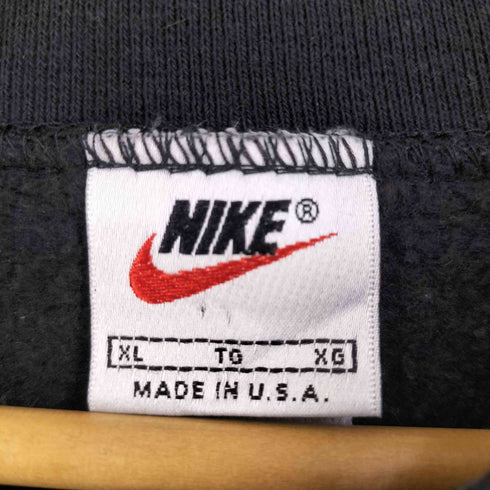 NIKE®
XL TG XG
MADE IN U.S.A.